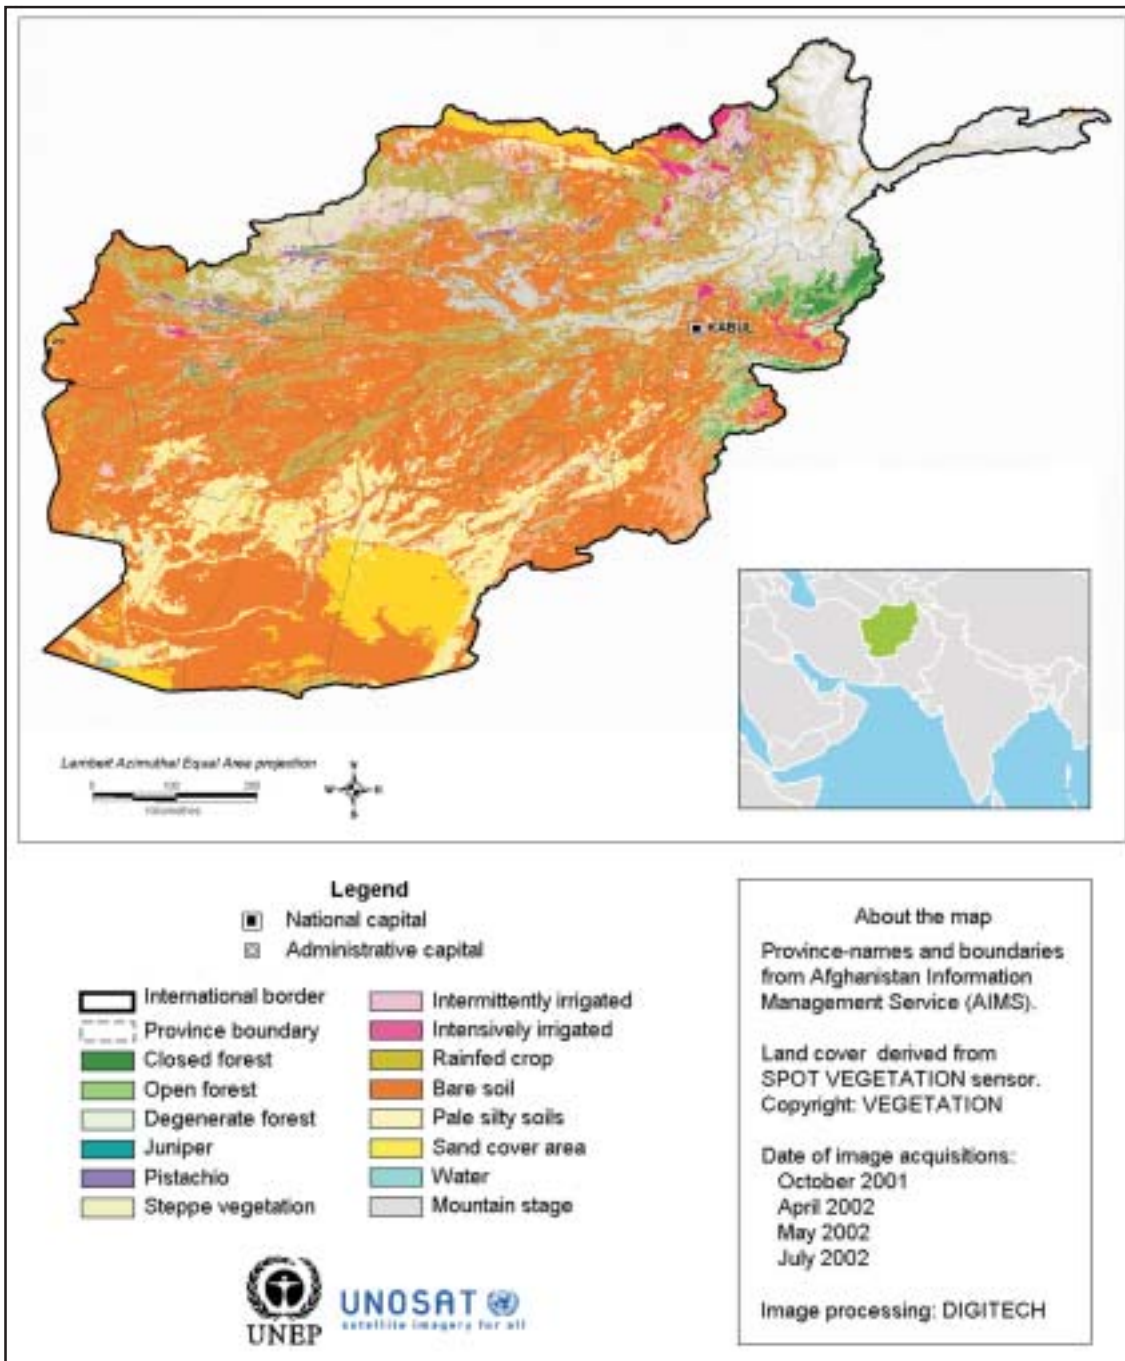 KABUL
Lambert Azimuthal Equal Area projection
0 100 200
Kilometres
N
W E
S
Legend
National capital
Administrative capital
International border
Province boundary
Closed forest
Open forest
Degenerate forest
Juniper
Pistachio
Steppe vegetation
Intermittently irrigated
Intensively irrigated
Rainfed crop
Bare soil
Pale silty soils
Sand cover area
Water
Mountain stage
About the map
Province-names and boundaries
from Afghanistan Information
Management Service (AIMS).
Land cover derived from
SPOT VEGETATION sensor.
Copyright: VEGETATION
Date of image acquisitions:
October 2001
April 2002
May 2002
July 2002
Image processing: DIGITECH
UNEP
UNOSAT
satellite imagery for all